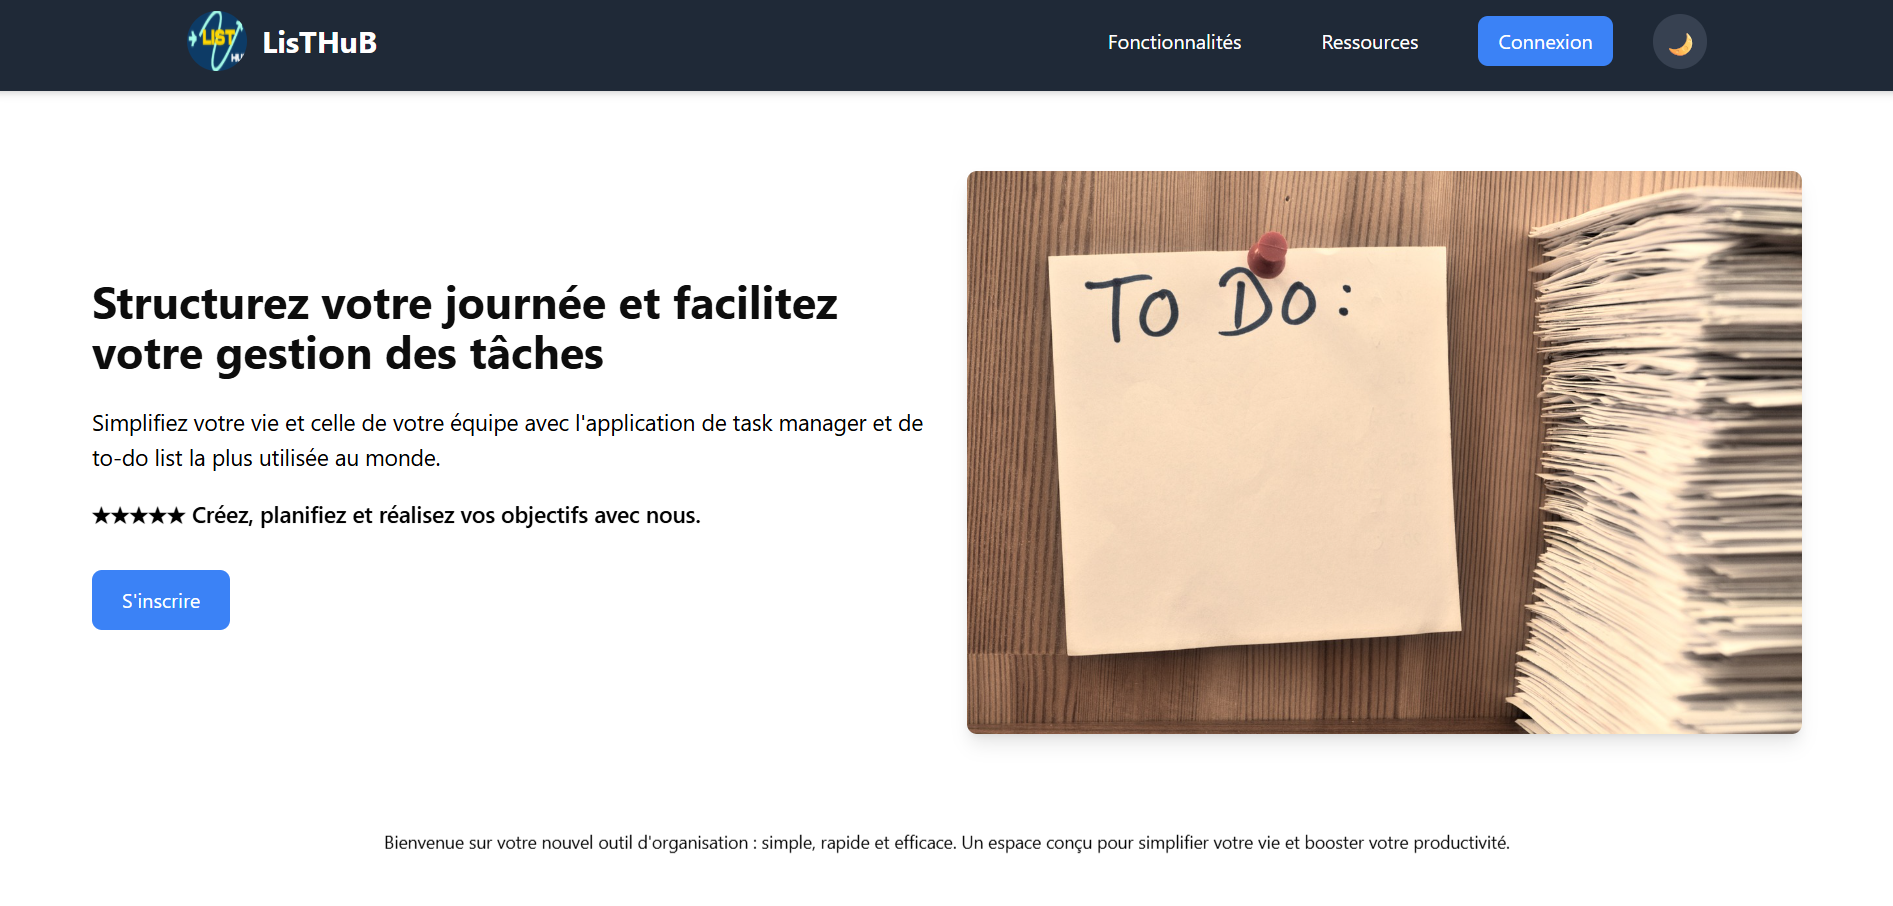 LIST
HU
LisTHuB
Fonctionnalités
Ressources
Connexion
Structurez votre journée et facilitez
votre gestion des tâches
Simplifiez votre vie et celle de votre équipe avec l'application de task manager et de
to-do list la plus utilisée au monde.
★★★★★ Créez, planifiez et réalisez vos objectifs avec nous.
S'inscrire
To Do:
Bienvenue sur votre nouvel outil d'organisation : simple, rapide et efficace. Un espace conçu pour simplifier votre vie et booster votre productivité.